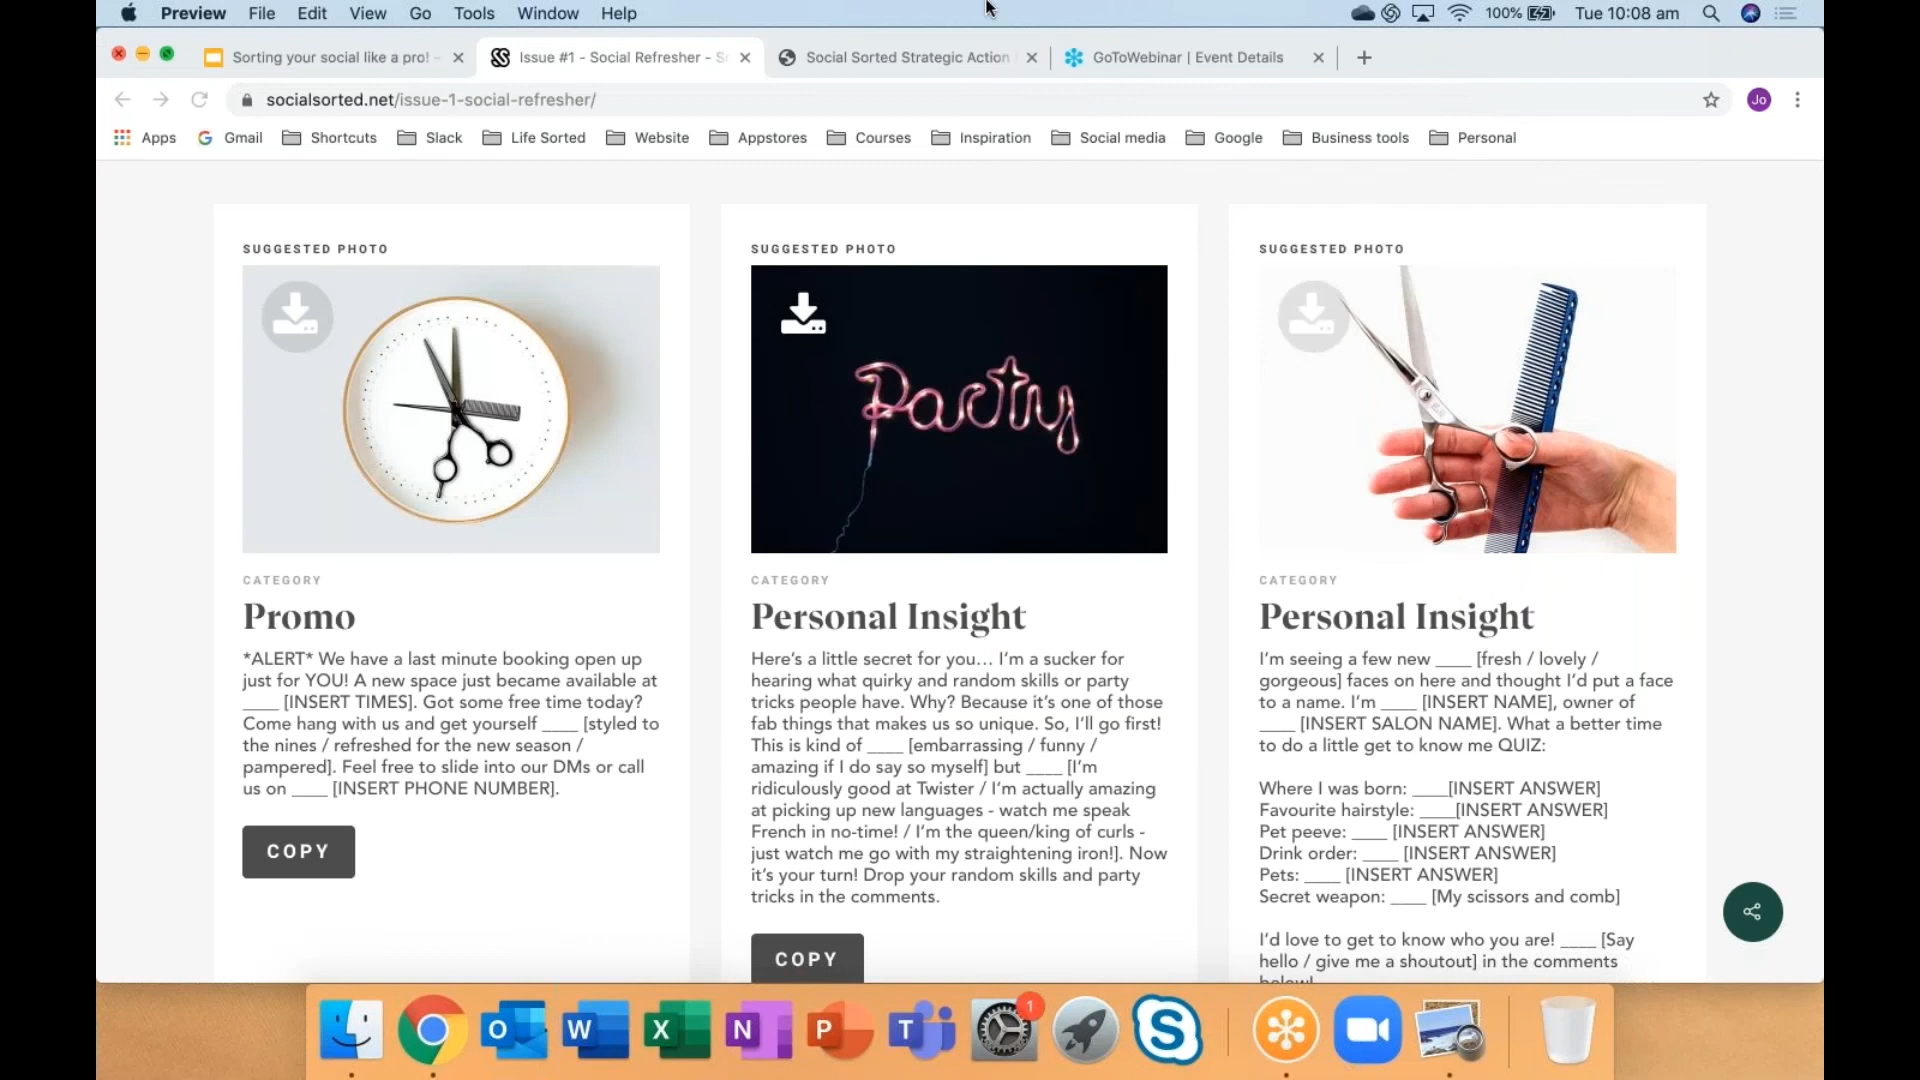 Preview File Edit View Go Tools Window Help 100% Tue 10:08 am
Sorting your social like a pro! - Issue #1 - Social Refresher - S Social Sorted Strategic Action GoToWebinar | Event Details
socialsorted.net/issue-1-social-refresher/ Jo
Apps Gmail Shortcuts Slack Life Sorted Website Appstores Courses Inspiration Social media Google Business tools Personal
SUGGESTED PHOTO
CATEGORY
Promo
*ALERT* We have a last minute booking open up
just for YOU! A new space just became available at
____ [INSERT TIMES]. Got some free time today?
Come hang with us and get yourself ____ [styled to
the nines / refreshed for the new season /
pampered]. Feel free to slide into our DMs or call
us on ____ [INSERT PHONE NUMBER].
COPY
SUGGESTED PHOTO
Party
CATEGORY
Personal Insight
Here's a little secret for you… I'm a sucker for
hearing what quirky and random skills or party
tricks people have. Why? Because it's one of those
fab things that makes us so unique. So, I'll go first!
This is kind of ____ [embarrassing / funny /
amazing if I do say so myself] but ____ [I'm
ridiculously good at Twister / I'm actually amazing
at picking up new languages - watch me speak
French in no-time! / I'm the queen/king of curls -
just watch me go with my straightening iron!]. Now
it's your turn! Drop your random skills and party
tricks in the comments.
COPY
SUGGESTED PHOTO
CATEGORY
Personal Insight
I'm seeing a few new ____ [fresh / lovely /
gorgeous] faces on here and thought I'd put a face
to a name. I'm ____ [INSERT NAME], owner of
____ [INSERT SALON NAME]. What a better time
to do a little get to know me QUIZ:
Where I was born: ____[INSERT ANSWER]
Favourite hairstyle: ____[INSERT ANSWER]
Pet peeve: ____ [INSERT ANSWER]
Drink order: ____ [INSERT ANSWER]
Pets: ____ [INSERT ANSWER]
Secret weapon: ____ [My scissors and comb]
I'd love to get to know who you are! ____ [Say
hello / give me a shoutout] in the comments
below!
O W X N P T 1 S